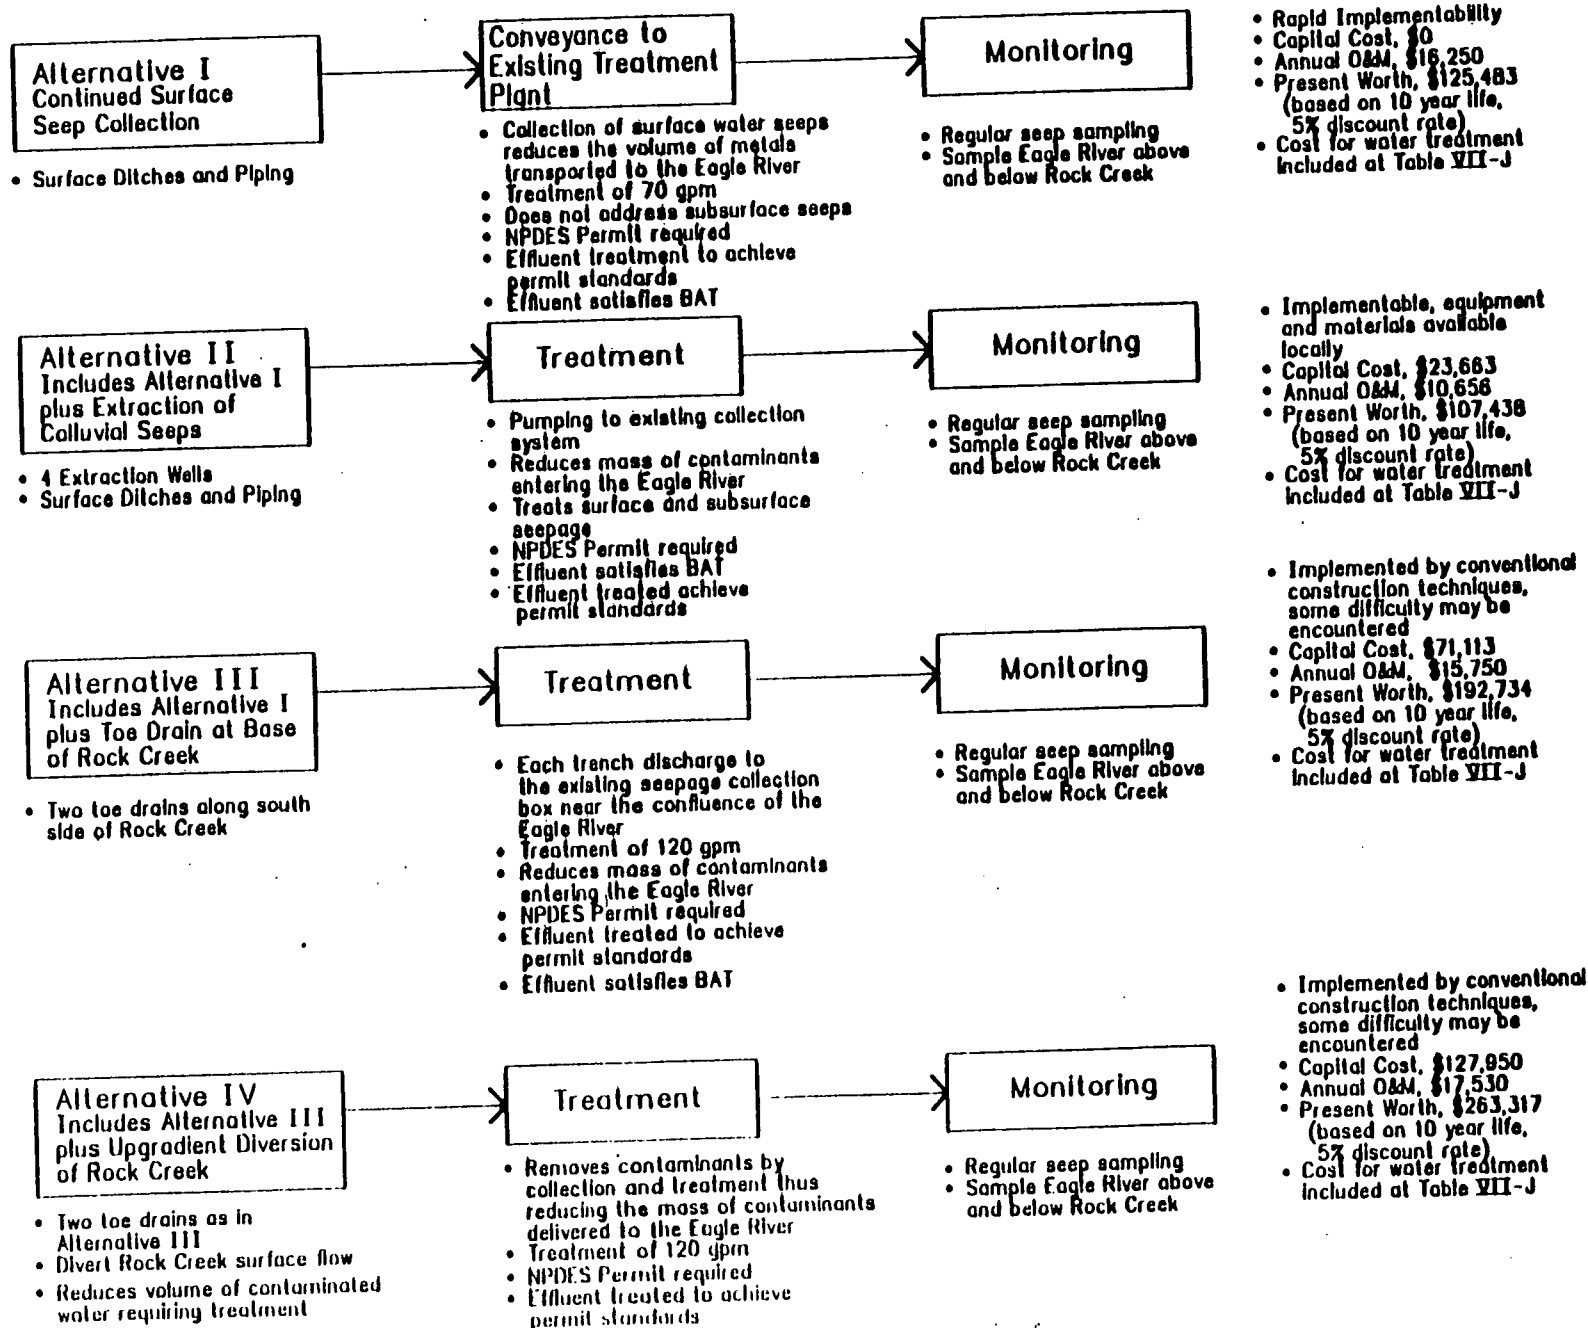 Alternative I
Continued Surface
Seep Collection
• Surface Ditches and Piping
Conveyance to
Existing Treatment
Plant
• Collection of surface water seeps
reduces the volume of metals
transported to the Eagle River
• Treatment of 70 gpm
• Does not address subsurface seeps
• NPDES Permit required
• Effluent treatment to achieve
permit standards
• Effluent satisfies BAT
Monitoring
• Regular seep sampling
• Sample Eagle River above
and below Rock Creek
• Rapid Implementability
• Capital Cost, $0
• Annual O&M, $16,250
• Present Worth, $125,483
(based on 10 year life,
5% discount rate)
• Cost for water treatment
included at Table VII-J
Alternative II
Includes Alternative I
plus Extraction of
Colluvial Seeps
• 4 Extraction Wells
• Surface Ditches and Piping
Treatment
• Pumping to existing collection
system
• Reduces mass of contaminants
entering the Eagle River
• Treats surface and subsurface
seepage
• NPDES Permit required
• Effluent satisfies BAT
• Effluent treated achieve
permit standards
Monitoring
• Regular seep sampling
• Sample Eagle River above
and below Rock Creek
• Implementable, equipment
and materials available
locally
• Capital Cost, $23,663
• Annual O&M, $10,656
• Present Worth, $107,438
(based on 10 year life,
5% discount rate)
• Cost for water treatment
included at Table VII-J
Alternative III
Includes Alternative I
plus Toe Drain at Base
of Rock Creek
• Two toe drains along south
side of Rock Creek
Treatment
• Each trench discharge to
the existing seepage collection
box near the confluence of the
Eagle River
• Treatment of 120 gpm
• Reduces mass of contaminants
entering the Eagle River
• NPDES Permit required
• Effluent treated to achieve
permit standards
• Effluent satisfies BAT
Monitoring
• Regular seep sampling
• Sample Eagle River above
and below Rock Creek
• Implemented by conventional
construction techniques,
some difficulty may be
encountered
• Capital Cost, $71,113
• Annual O&M, $15,750
• Present Worth, $192,734
(based on 10 year life,
5% discount rate)
• Cost for water treatment
included at Table VII-J
Alternative IV
Includes Alternative III
plus Upgradient Diversion
of Rock Creek
• Two toe drains as in
Alternative III
• Divert Rock Creek surface flow
• Reduces volume of contaminated
water requiring treatment
Treatment
• Removes contaminants by
collection and treatment thus
reducing the mass of contaminants
delivered to the Eagle River
• Treatment of 120 gpm
• NPDES Permit required
• Effluent treated to achieve
permit standards
Monitoring
• Regular seep sampling
• Sample Eagle River above
and below Rock Creek
• Implemented by conventional
construction techniques,
some difficulty may be
encountered
• Capital Cost, $127,950
• Annual O&M, $17,530
• Present Worth, $263,317
(based on 10 year life,
5% discount rate)
• Cost for water treatment
included at Table VII-J